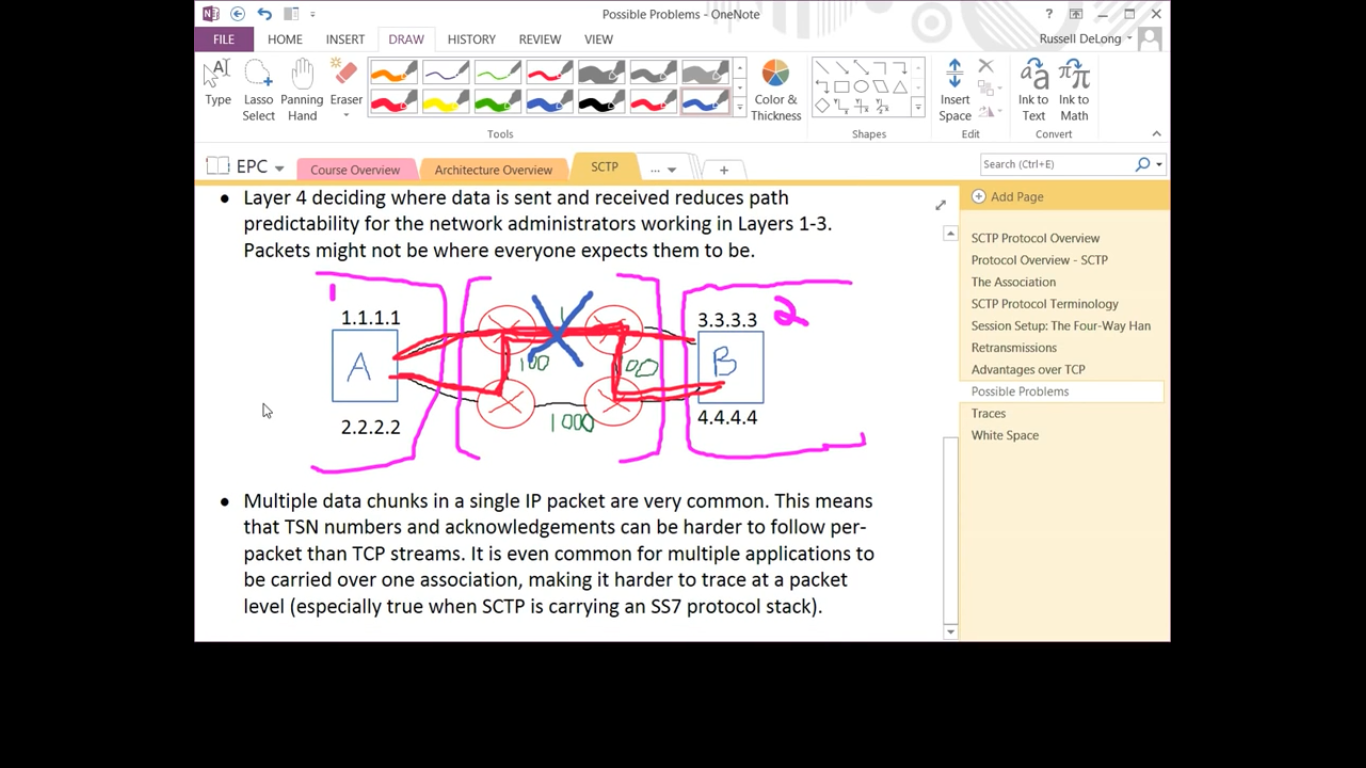 Possible Problems - OneNote
FILE HOME INSERT DRAW HISTORY REVIEW VIEW
Russell DeLong
Type
Lasso Select
Panning Hand
Eraser
Color & Thickness
Insert Space
Ink to Text
Ink to Math
Tools
Shapes
Edit
Convert
EPC
Course Overview
Architecture Overview
SCTP
...
Search (Ctrl+E)
Layer 4 deciding where data is sent and received reduces path
predictability for the network administrators working in Layers 1-3.
Packets might not be where everyone expects them to be.
1
1.1.1.1
A
2.2.2.2
100
1000
3.3.3.3
2
B
4.4.4.4
Multiple data chunks in a single IP packet are very common. This means
that TSN numbers and acknowledgements can be harder to follow per-
packet than TCP streams. It is even common for multiple applications to
be carried over one association, making it harder to trace at a packet
level (especially true when SCTP is carrying an SS7 protocol stack).
Add Page
SCTP Protocol Overview
Protocol Overview - SCTP
The Association
SCTP Protocol Terminology
Session Setup: The Four-Way Han
Retransmissions
Advantages over TCP
Possible Problems
Traces
White Space